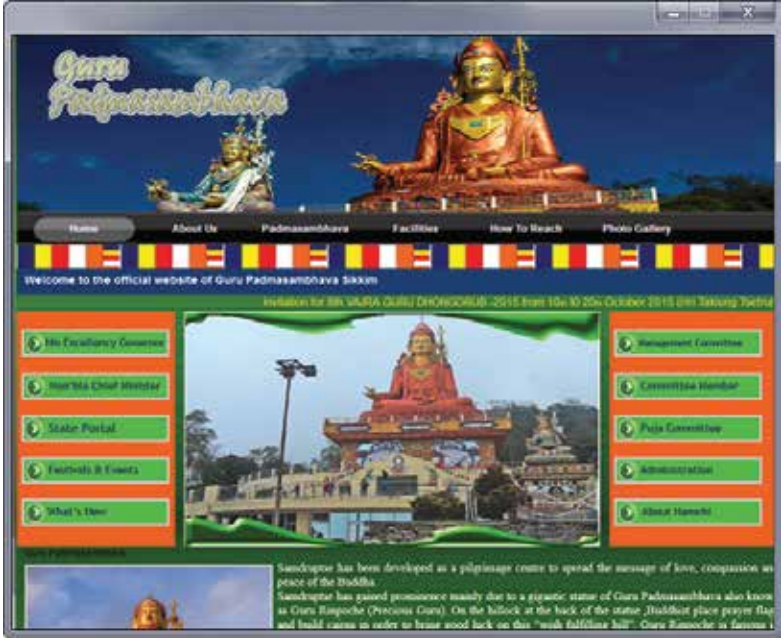 Guru
Padmasambhava
Home About Us Padmasambhava Facilities How To Reach Photo Gallery
Welcome to the official website of Guru Padmasambhava Sikkim
Invitation for 8th VAJRA GURU DHONGDRUB -2015 from 10th to 20th October 2015
His Excellency Governor
Hon'ble Chief Minister
State Portal
Festivals & Events
What's New
Management Committee
Committee Member
Puja Committee
Administration
About Namchi
Guru Padmasambhava
Samdruptse has been developed as a pilgrimage centre to spread the message of love, compassion an
peace of the Buddha.
Samdruptse has gained prominence mainly due to a gigantic statue of Guru Padmasambhava also know
as Guru Rinpoche (Precious Guru). On the hillock at the back of the statue ,Buddhist place prayer flag
and build cairns in order to bring good luck on this "wish fulfilling hill". Guru Rinpoche is famous